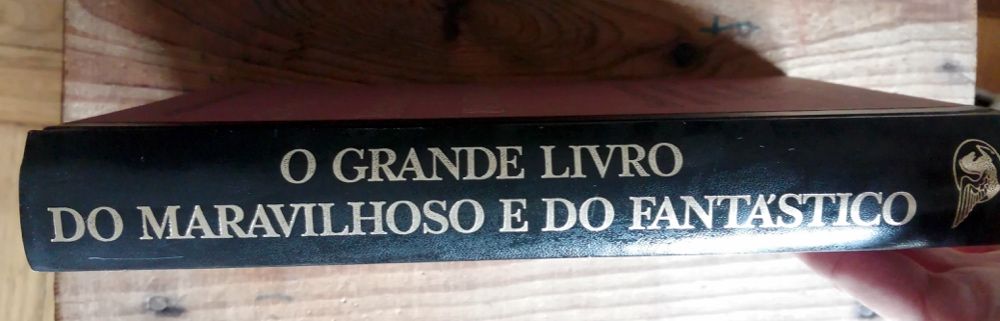 O GRANDE LIVRO
DO MARAVILHOSO E DO FANTÁSTICO